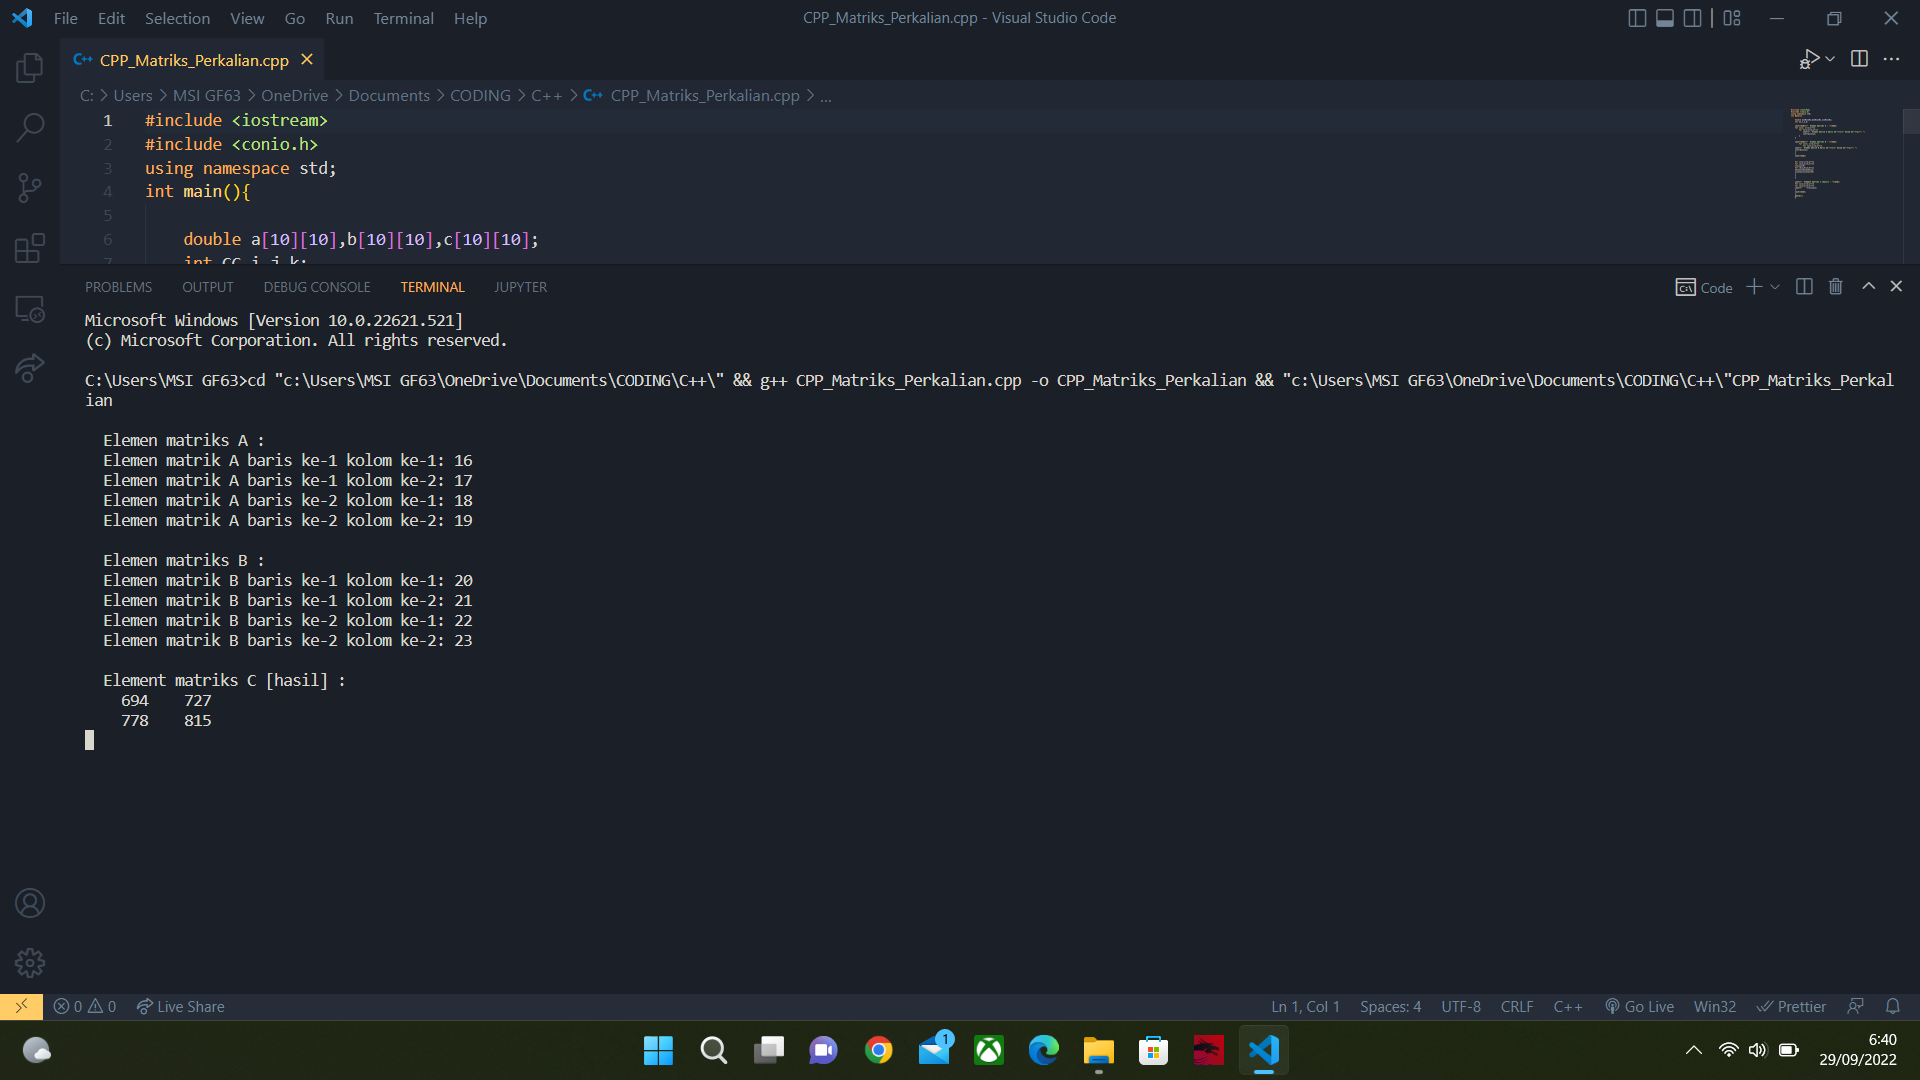 File Edit Selection View Go Run Terminal Help
CPP_Matriks_Perkalian.cpp - Visual Studio Code
CPP_Matriks_Perkalian.cpp
C: > Users > MSI GF63 > OneDrive > Documents > CODING > C++ > CPP_Matriks_Perkalian.cpp > ...
1 #include <iostream>
2 #include <conio.h>
3 using namespace std;
4 int main(){
5
6 double a[10][10],b[10][10],c[10][10];
7 int CC,i,j,k;
PROBLEMS OUTPUT DEBUG CONSOLE TERMINAL JUPYTER
Code
Microsoft Windows [Version 10.0.22621.521]
(c) Microsoft Corporation. All rights reserved.
C:\Users\MSI GF63>cd "c:\Users\MSI GF63\OneDrive\Documents\CODING\C++\" && g++ CPP_Matriks_Perkalian.cpp -o CPP_Matriks_Perkalian && "c:\Users\MSI GF63\OneDrive\Documents\CODING\C++\"CPP_Matriks_Perkal
ian
Elemen matriks A :
Elemen matrik A baris ke-1 kolom ke-1: 16
Elemen matrik A baris ke-1 kolom ke-2: 17
Elemen matrik A baris ke-2 kolom ke-1: 18
Elemen matrik A baris ke-2 kolom ke-2: 19
Elemen matriks B :
Elemen matrik B baris ke-1 kolom ke-1: 20
Elemen matrik B baris ke-1 kolom ke-2: 21
Elemen matrik B baris ke-2 kolom ke-1: 22
Elemen matrik B baris ke-2 kolom ke-2: 23
Element matriks C [hasil] :
694 727
778 815
0 0 Live Share
Ln 1, Col 1 Spaces: 4 UTF-8 CRLF C++ Go Live Win32 Prettier
1
6:40
29/09/2022